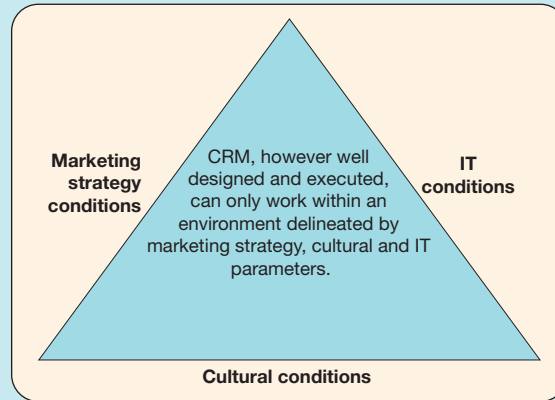 Marketing
strategy
conditions
CRM, however well
designed and executed,
can only work within an
environment delineated by
marketing strategy, cultural and IT
parameters.
IT
conditions
Cultural conditions